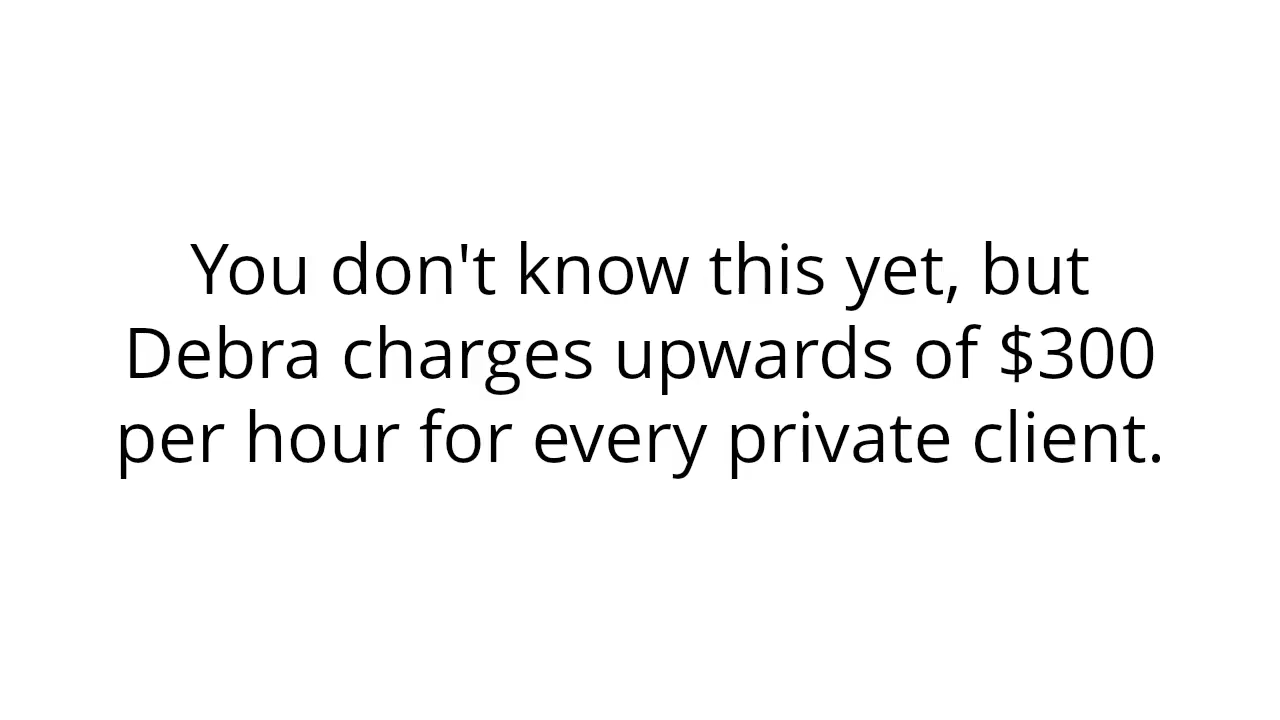 You don't know this yet, but
Debra charges upwards of $300
per hour for every private client.